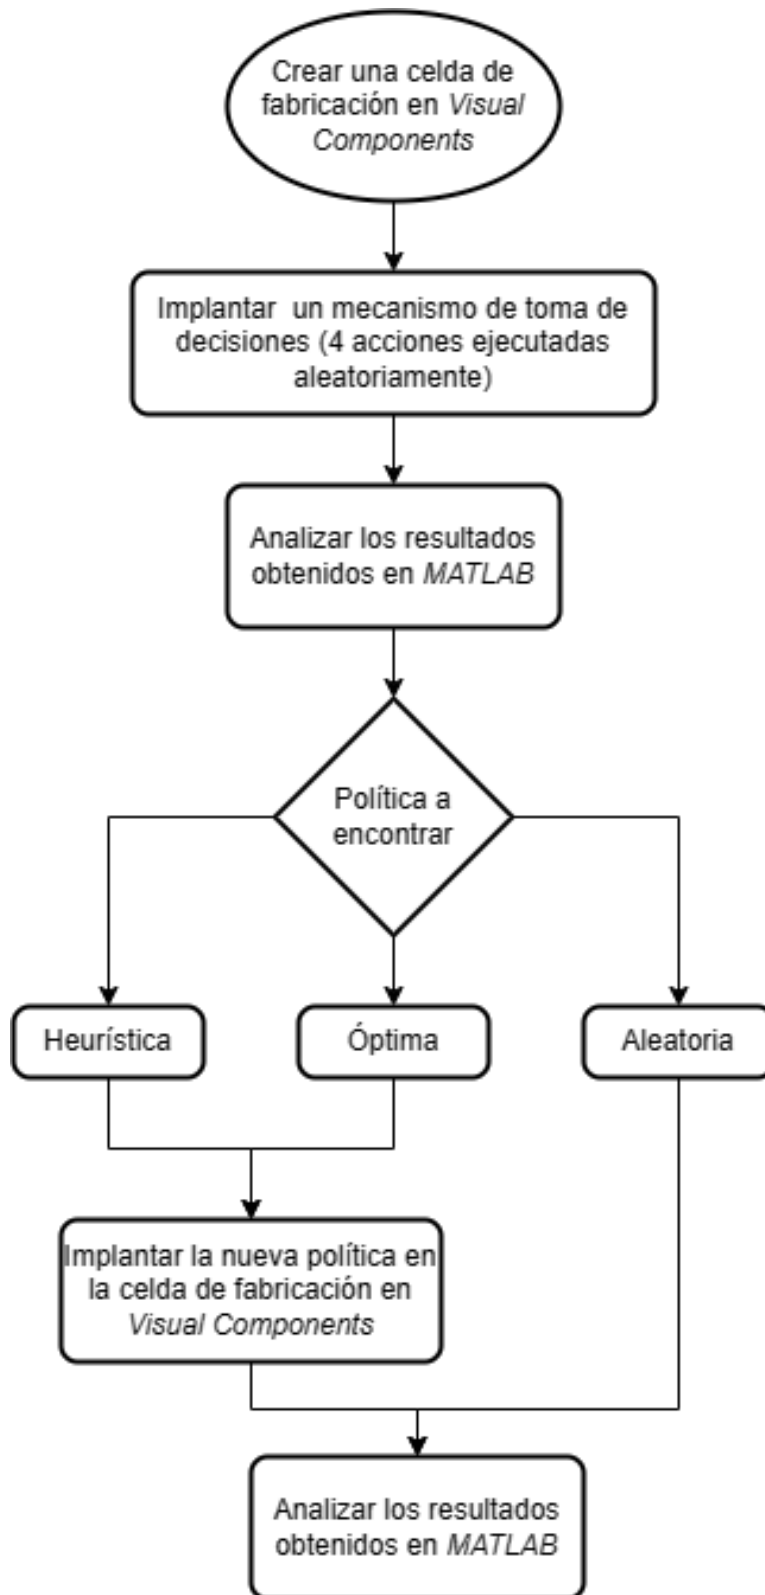 Crear una celda de
fabricación en Visual
Components
Implantar un mecanismo de toma de
decisiones (4 acciones ejecutadas
aleatoriamente)
Analizar los resultados
obtenidos en MATLAB
Política a
encontrar
Heurística
Óptima
Aleatoria
Implantar la nueva política en
la celda de fabricación en
Visual Components
Analizar los resultados
obtenidos en MATLAB